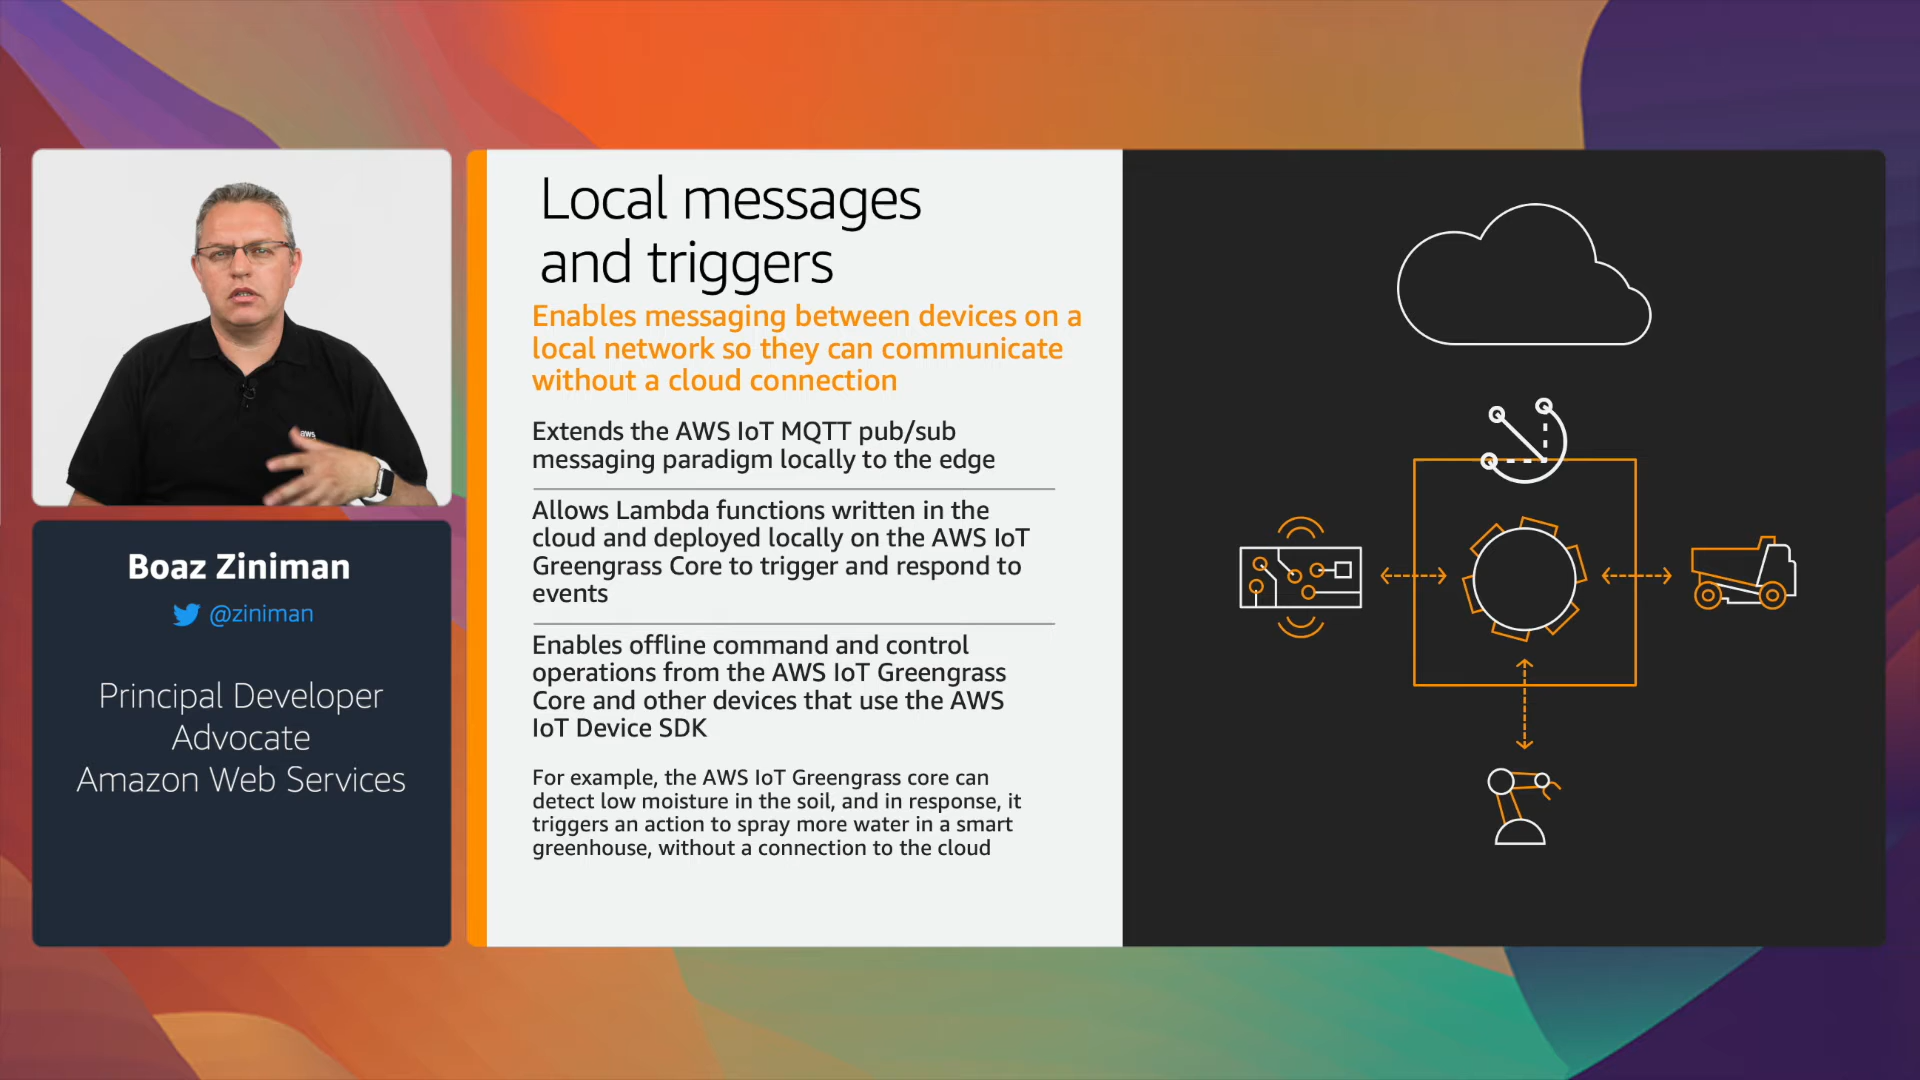 aws
Boaz Ziniman
@ziniman
Principal Developer
Advocate
Amazon Web Services
Local messages
and triggers
Enables messaging between devices on a
local network so they can communicate
without a cloud connection
Extends the AWS IoT MQTT pub/sub
messaging paradigm locally to the edge
Allows Lambda functions written in the
cloud and deployed locally on the AWS IoT
Greengrass Core to trigger and respond to
events
Enables offline command and control
operations from the AWS IoT Greengrass
Core and other devices that use the AWS
IoT Device SDK
For example, the AWS IoT Greengrass core can
detect low moisture in the soil, and in response, it
triggers an action to spray more water in a smart
greenhouse, without a connection to the cloud